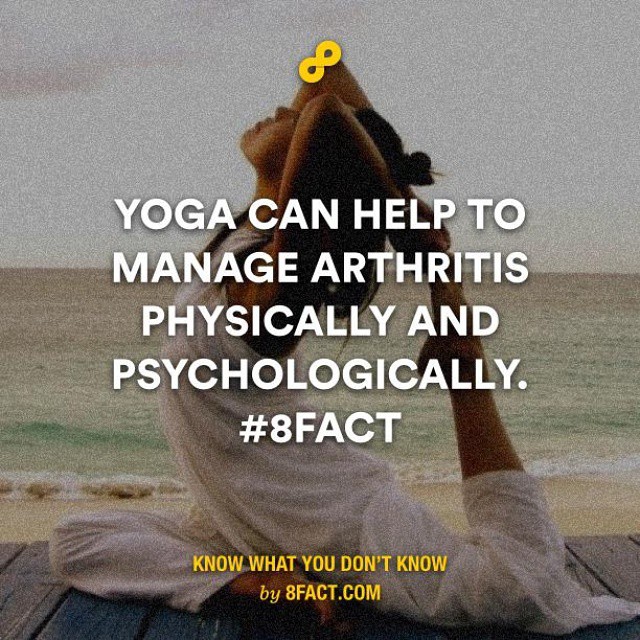 YOGA CAN HELP TO
MANAGE ARTHRITIS
PHYSICALLY AND
PSYCHOLOGICALLY.
#8FACT
KNOW WHAT YOU DON'T KNOW
by 8FACT.COM